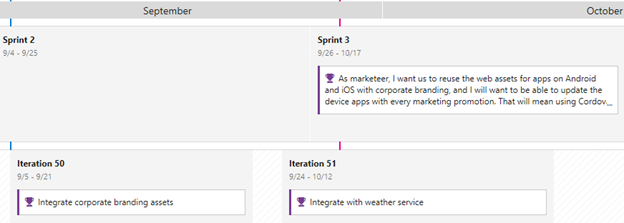 September
October
Sprint 2
9/4 - 9/25
Sprint 3
9/26 - 10/17
As marketeer, I want us to reuse the web assets for apps on Android
and iOS with corporate branding, and I will want to be able to update the
device apps with every marketing promotion. That will mean using Cordov...
Iteration 50
9/5 - 9/21
Integrate corporate branding assets
Iteration 51
9/24 - 10/12
Integrate with weather service